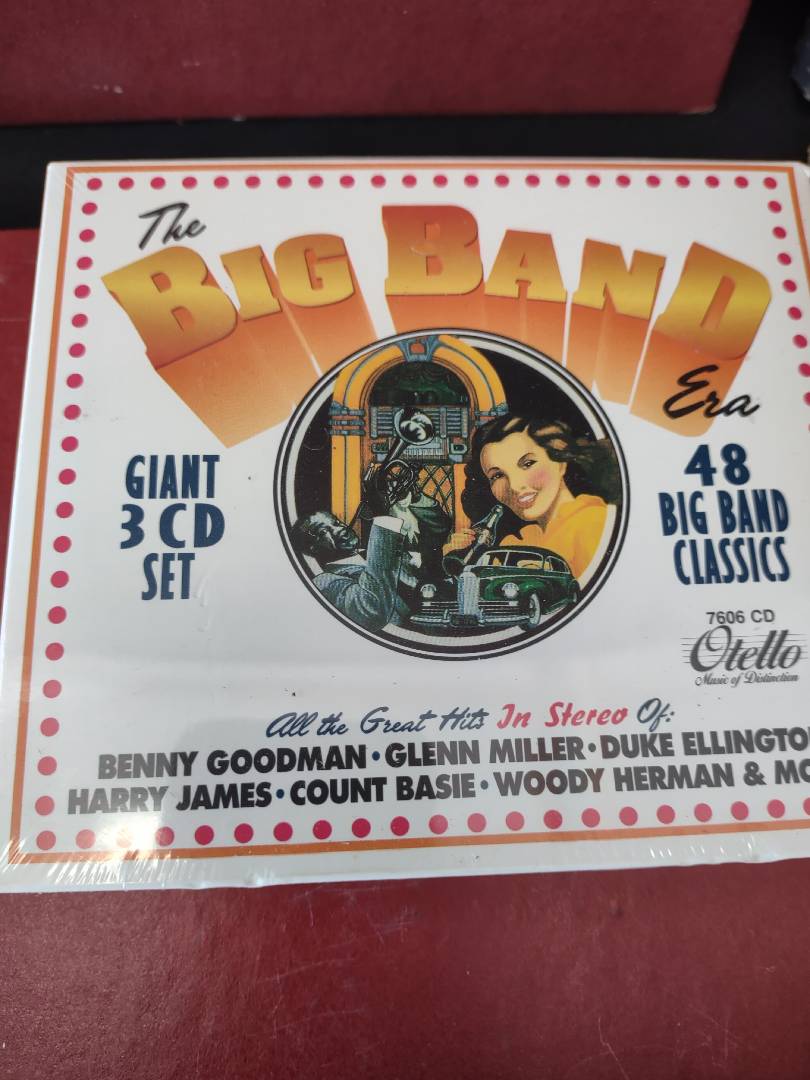 The
BIG BAND
Era
GIANT
3 CD
SET
48
BIG BAND
CLASSICS
7606 CD
Otello
Music of Distinction
All the Great Hits In Stereo Of:
BENNY GOODMAN • GLENN MILLER • DUKE ELLINGTO
HARRY JAMES • COUNT BASIE • WOODY HERMAN & MO